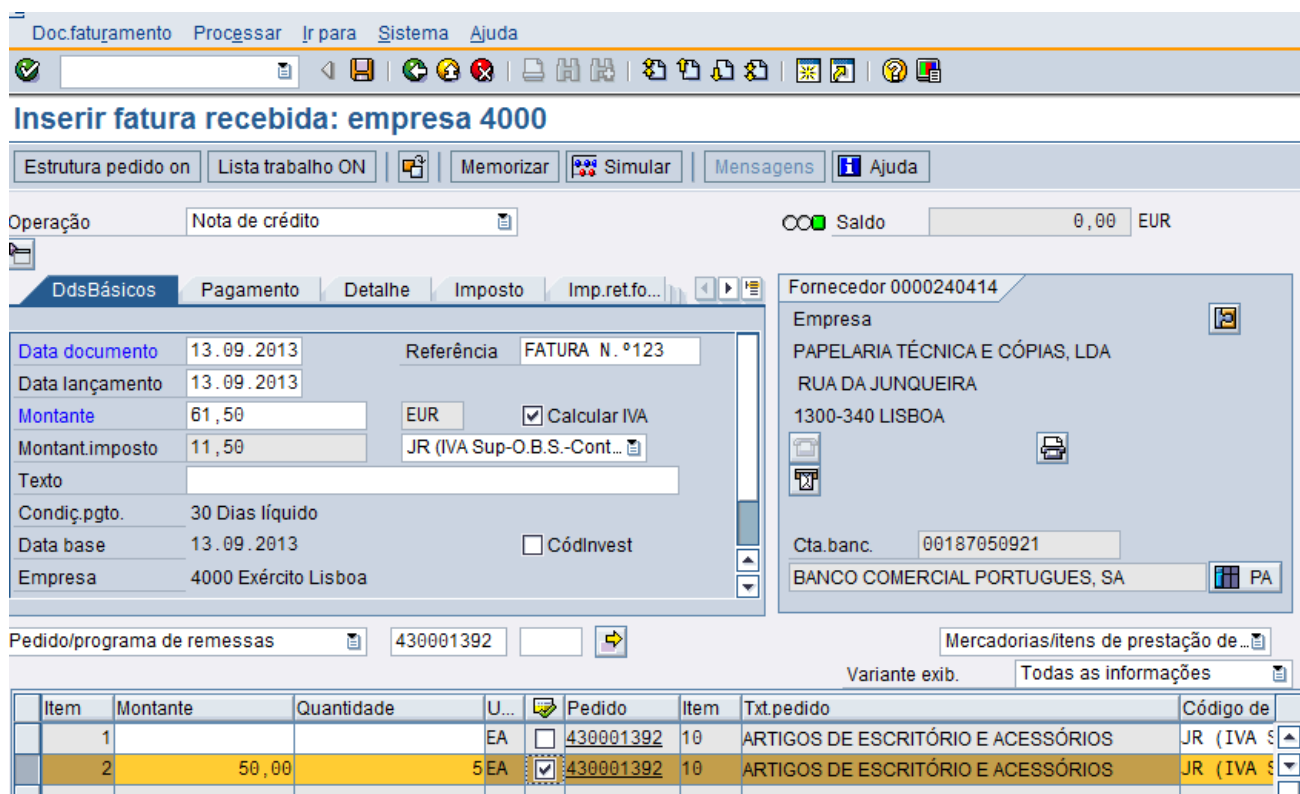 Doc.faturamento Processar Ir para Sistema Ajuda
Inserir fatura recebida: empresa 4000
Estrutura pedido on Lista trabalho ON Memorizar Simular Mensagens Ajuda
Operação Nota de crédito Saldo 0,00 EUR
DdsBásicos Pagamento Detalhe Imposto Imp.ret.fo... Fornecedor 0000240414
Empresa
Data documento 13.09.2013 Referência FATURA N.º123 PAPELARIA TÉCNICA E CÓPIAS, LDA
Data lançamento 13.09.2013 RUA DA JUNQUEIRA
Montante 61,50 EUR Calcular IVA 1300-340 LISBOA
Montant.imposto 11,50 JR (IVA Sup-O.B.S.-Cont...
Texto
Condiç.pgto. 30 Dias líquido
Data base 13.09.2013 CódInvest Cta.banc. 00187050921
Empresa 4000 Exército Lisboa BANCO COMERCIAL PORTUGUES, SA PA
Pedido/programa de remessas 430001392 Mercadorias/itens de prestação de...
Variante exib. Todas as informações
Item Montante Quantidade U... Pedido Item Txt.pedido Código de
1 EA 430001392 10 ARTIGOS DE ESCRITÓRIO E ACESSÓRIOS JR (IVA S
2 50,00 5 EA 430001392 10 ARTIGOS DE ESCRITÓRIO E ACESSÓRIOS JR (IVA S